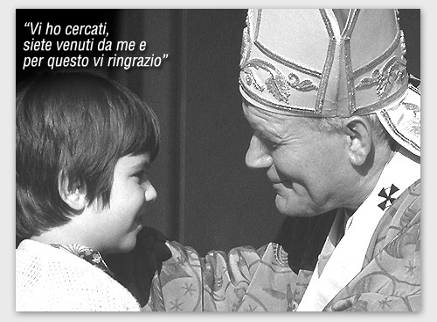 “Vi ho cercati,
siete venuti da me e
per questo vi ringrazio”